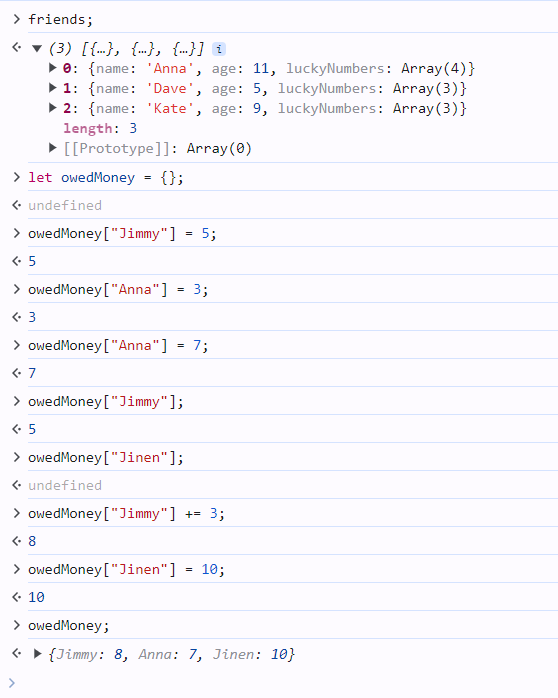 > friends;
<· ▼ (3) [{…}, {…}, {…}] i
▶ 0: {name: 'Anna', age: 11, luckyNumbers: Array(4)}
▶ 1: {name: 'Dave', age: 5, luckyNumbers: Array(3)}
▶ 2: {name: 'Kate', age: 9, luckyNumbers: Array(3)}
length: 3
▶ [[Prototype]]: Array(0)
> let owedMoney = {};
<· undefined
> owedMoney["Jimmy"] = 5;
<· 5
> owedMoney["Anna"] = 3;
<· 3
> owedMoney["Anna"] = 7;
<· 7
> owedMoney["Jimmy"];
<· 5
> owedMoney["Jinen"];
<· undefined
> owedMoney["Jimmy"] += 3;
<· 8
> owedMoney["Jinen"] = 10;
<· 10
> owedMoney;
<· ▶ {Jimmy: 8, Anna: 7, Jinen: 10}
>